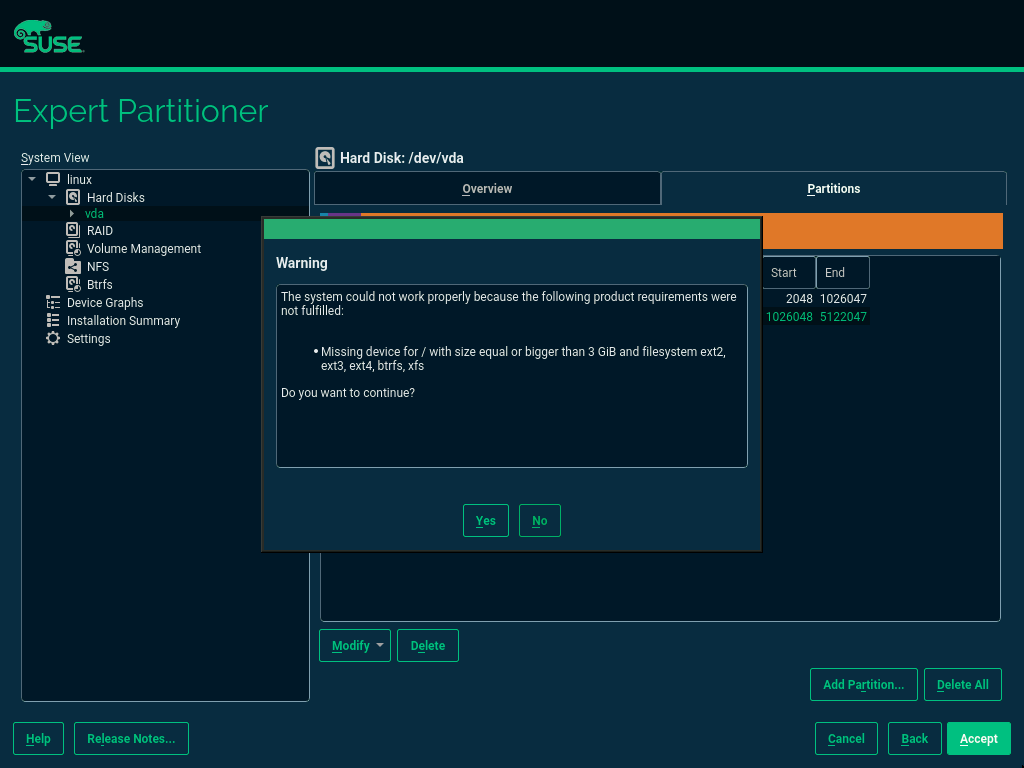 SUSE
Expert Partitioner
System View
linux
Hard Disks
vda
RAID
Volume Management
NFS
Btrfs
Device Graphs
Installation Summary
Settings
Hard Disk: /dev/vda
Overview
Partitions
Start End
2048 1026047
1026048 5122047
Warning
The system could not work properly because the following product requirements were
not fulfilled:
• Missing device for / with size equal or bigger than 3 GiB and filesystem ext2,
ext3, ext4, btrfs, xfs
Do you want to continue?
Yes No
Modify Delete
Add Partition... Delete All
Help Release Notes... Cancel Back Accept